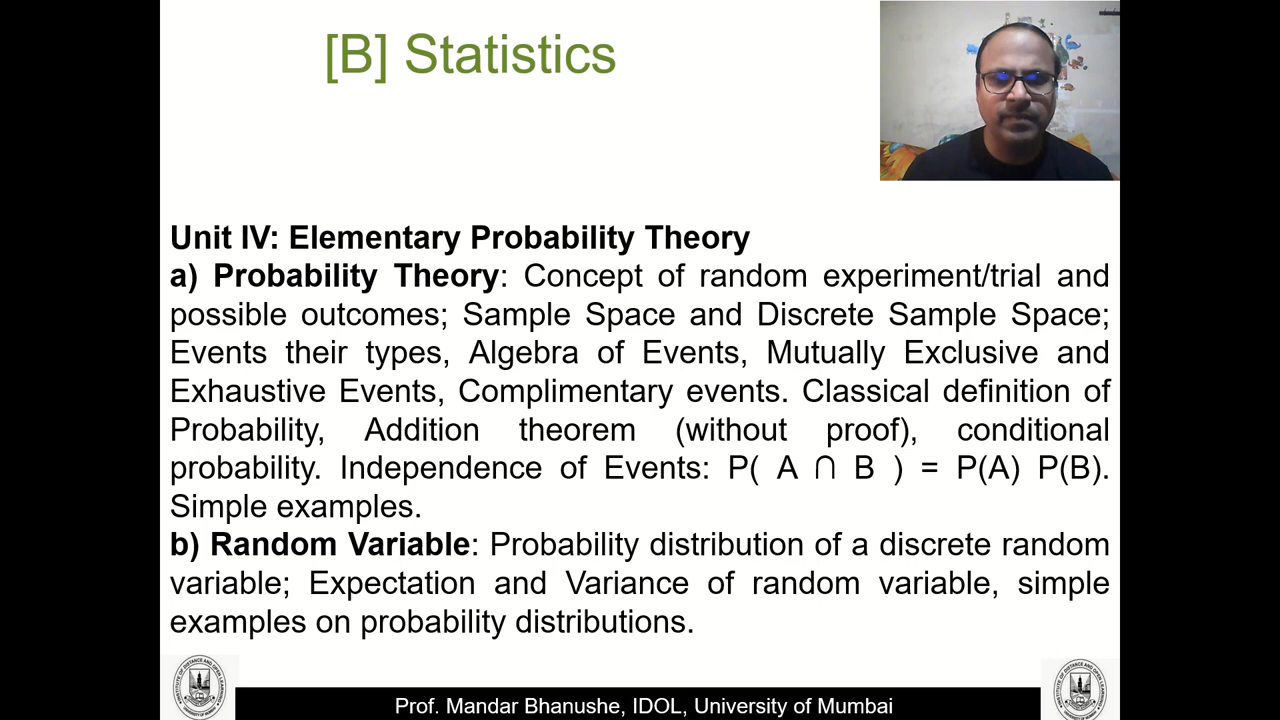 [B] Statistics
Unit IV: Elementary Probability Theory
a) Probability Theory: Concept of random experiment/trial and
possible outcomes; Sample Space and Discrete Sample Space;
Events their types, Algebra of Events, Mutually Exclusive and
Exhaustive Events, Complimentary events. Classical definition of
Probability, Addition theorem (without proof), conditional
probability. Independence of Events: P( A ∩ B ) = P(A) P(B).
Simple examples.
b) Random Variable: Probability distribution of a discrete random
variable; Expectation and Variance of random variable, simple
examples on probability distributions.
Prof. Mandar Bhanushe, IDOL, University of Mumbai